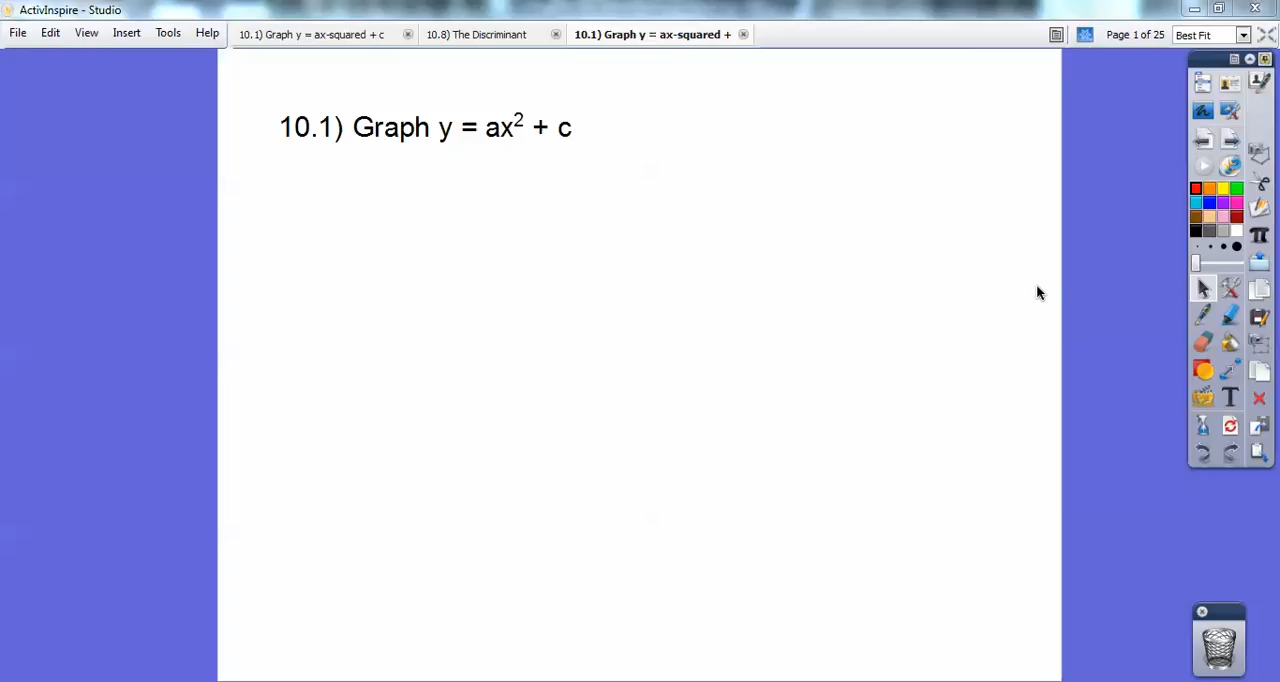 ActivInspire - Studio
File Edit View Insert Tools Help
10.1) Graph y = ax-squared + c
10.8) The Discriminant
10.1) Graph y = ax-squared +
Page 1 of 25
Best Fit
10.1) Graph y = ax² + c
T
π